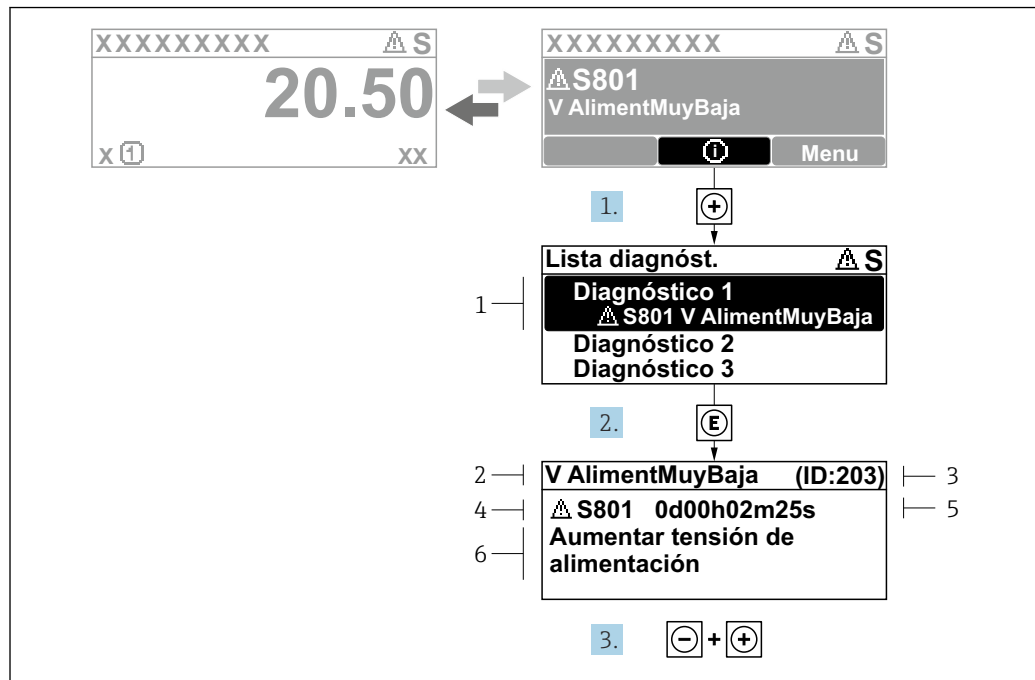 XXXXXXXXX ⚠ S
20.50
x ① xx
XXXXXXXXX ⚠ S
⚠ S801
V AlimentMuyBaja
ⓘ Menu
1. +
Lista diagnóst. ⚠ S
1
Diagnóstico 1
⚠ S801 V AlimentMuyBaja
Diagnóstico 2
Diagnóstico 3
2. E
2 V AlimentMuyBaja (ID:203) 3
4 ⚠ S801 0d00h02m25s 5
6 Aumentar tensión de
alimentación
3. − + +